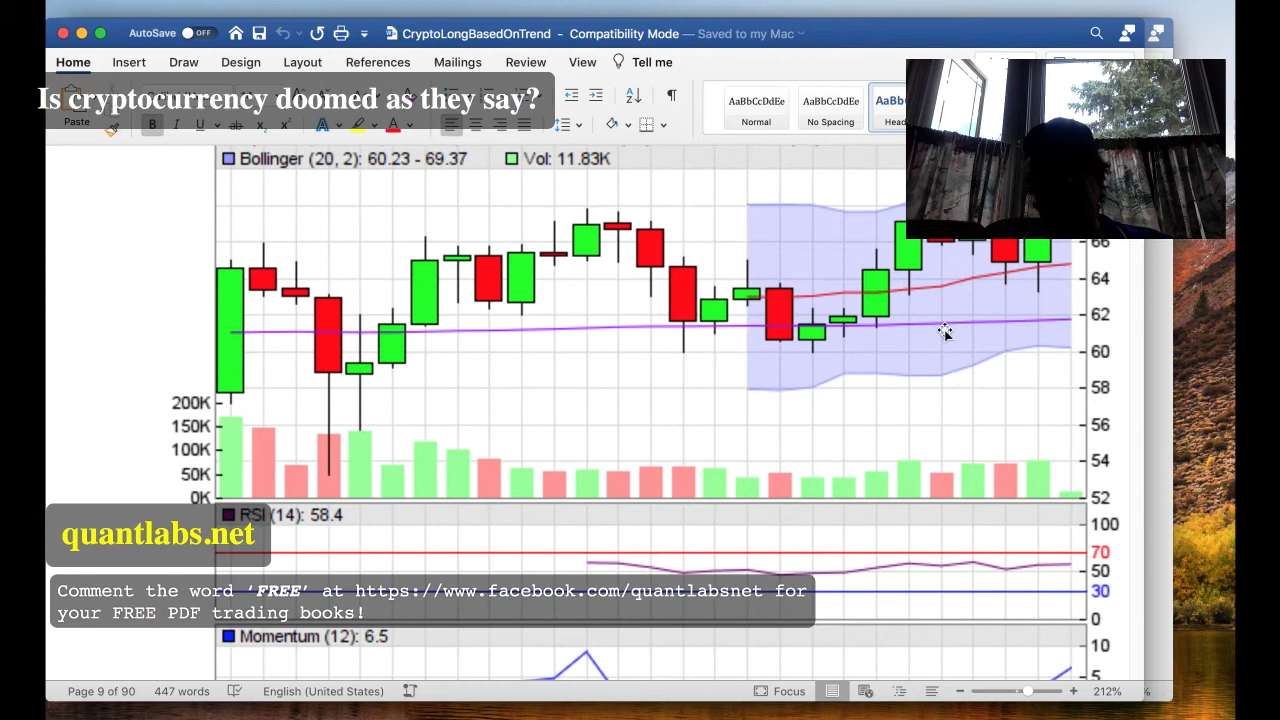 AutoSave OFF CryptoLongBasedOnTrend - Compatibility Mode — Saved to my Mac
Home Insert Draw Design Layout References Mailings Review View Tell me
Is cryptocurrency doomed as they say?
Paste B I U ab X₂ X² A A
AaBbCcDdEe AaBbCcDdEe AaBb
Normal No Spacing Head
Bollinger (20, 2): 60.23 - 69.37 Vol: 11.83K
66
64
62
60
58
200K
150K 56
100K
50K 54
0K 52
RSI (14): 58.4
100
70
50
30
0
quantlabs.net
Comment the word ‘FREE’ at https://www.facebook.com/quantlabsnet for
your FREE PDF trading books!
Momentum (12): 6.5
10
5
Page 9 of 90 447 words English (United States) Focus 212% %